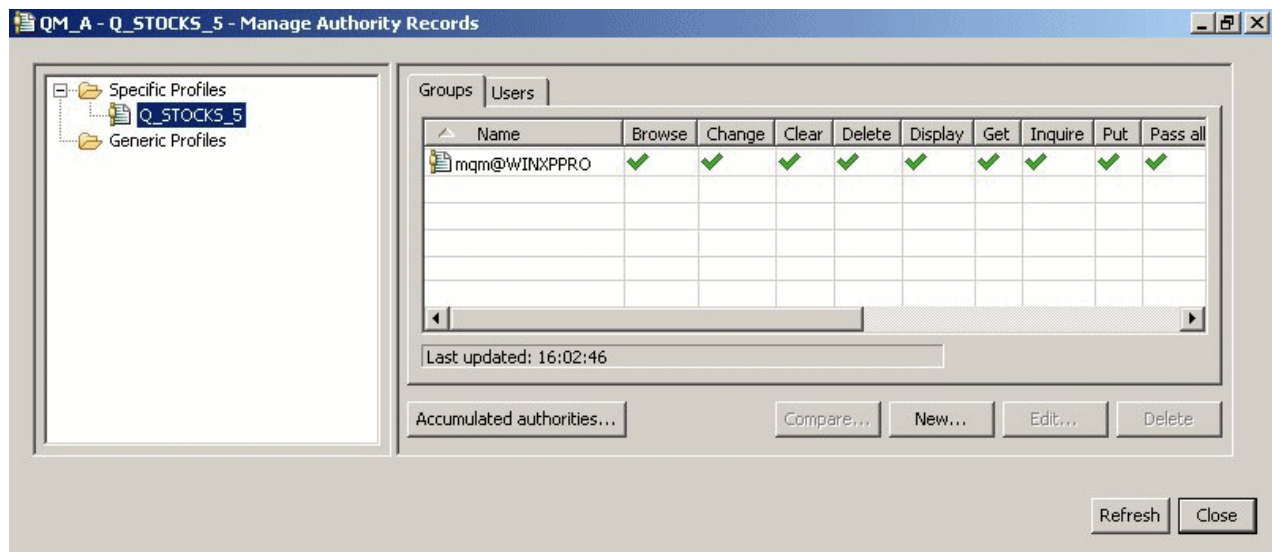 QM_A - Q_STOCKS_5 - Manage Authority Records
Specific Profiles
Q_STOCKS_5
Generic Profiles
Groups Users
Name Browse Change Clear Delete Display Get Inquire Put Pass all
mqm@WINXPPRO
Last updated: 16:02:46
Accumulated authorities... Compare... New... Edit... Delete
Refresh Close